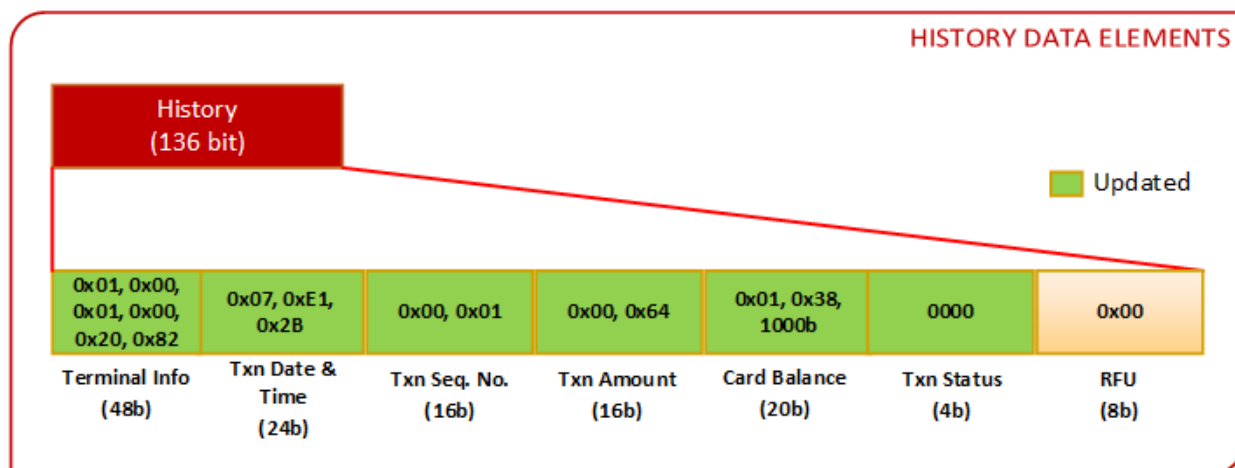 HISTORY DATA ELEMENTS
History
(136 bit)
Updated
0x01, 0x00,
0x01, 0x00,
0x20, 0x82
0x07, 0xE1,
0x2B
0x00, 0x01
0x00, 0x64
0x01, 0x38,
1000b
0000
0x00
Terminal Info
(48b)
Txn Date &
Time
(24b)
Txn Seq. No.
(16b)
Txn Amount
(16b)
Card Balance
(20b)
Txn Status
(4b)
RFU
(8b)